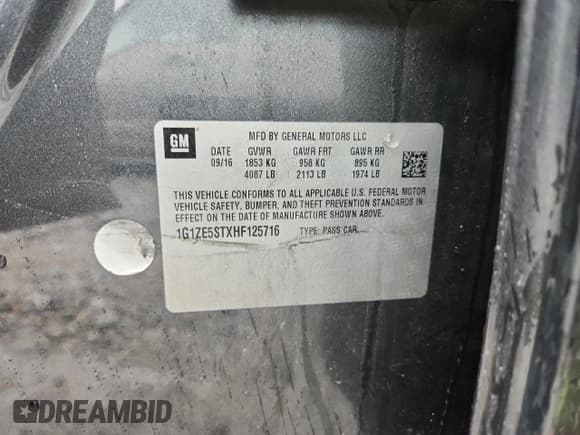 GM
MFD BY GENERAL MOTORS LLC
DATE GVWR GAWR FRT GAWR RR
09/16 1853 KG 958 KG 895 KG
4087 LB 2113 LB 1974 LB
THIS VEHICLE CONFORMS TO ALL APPLICABLE U.S. FEDERAL MOTOR
VEHICLE SAFETY, BUMPER, AND THEFT PREVENTION STANDARDS IN
EFFECT ON THE DATE OF MANUFACTURE SHOWN ABOVE.
1G1ZE5STXHF125716 TYPE: PASS CAR
DREAMBID